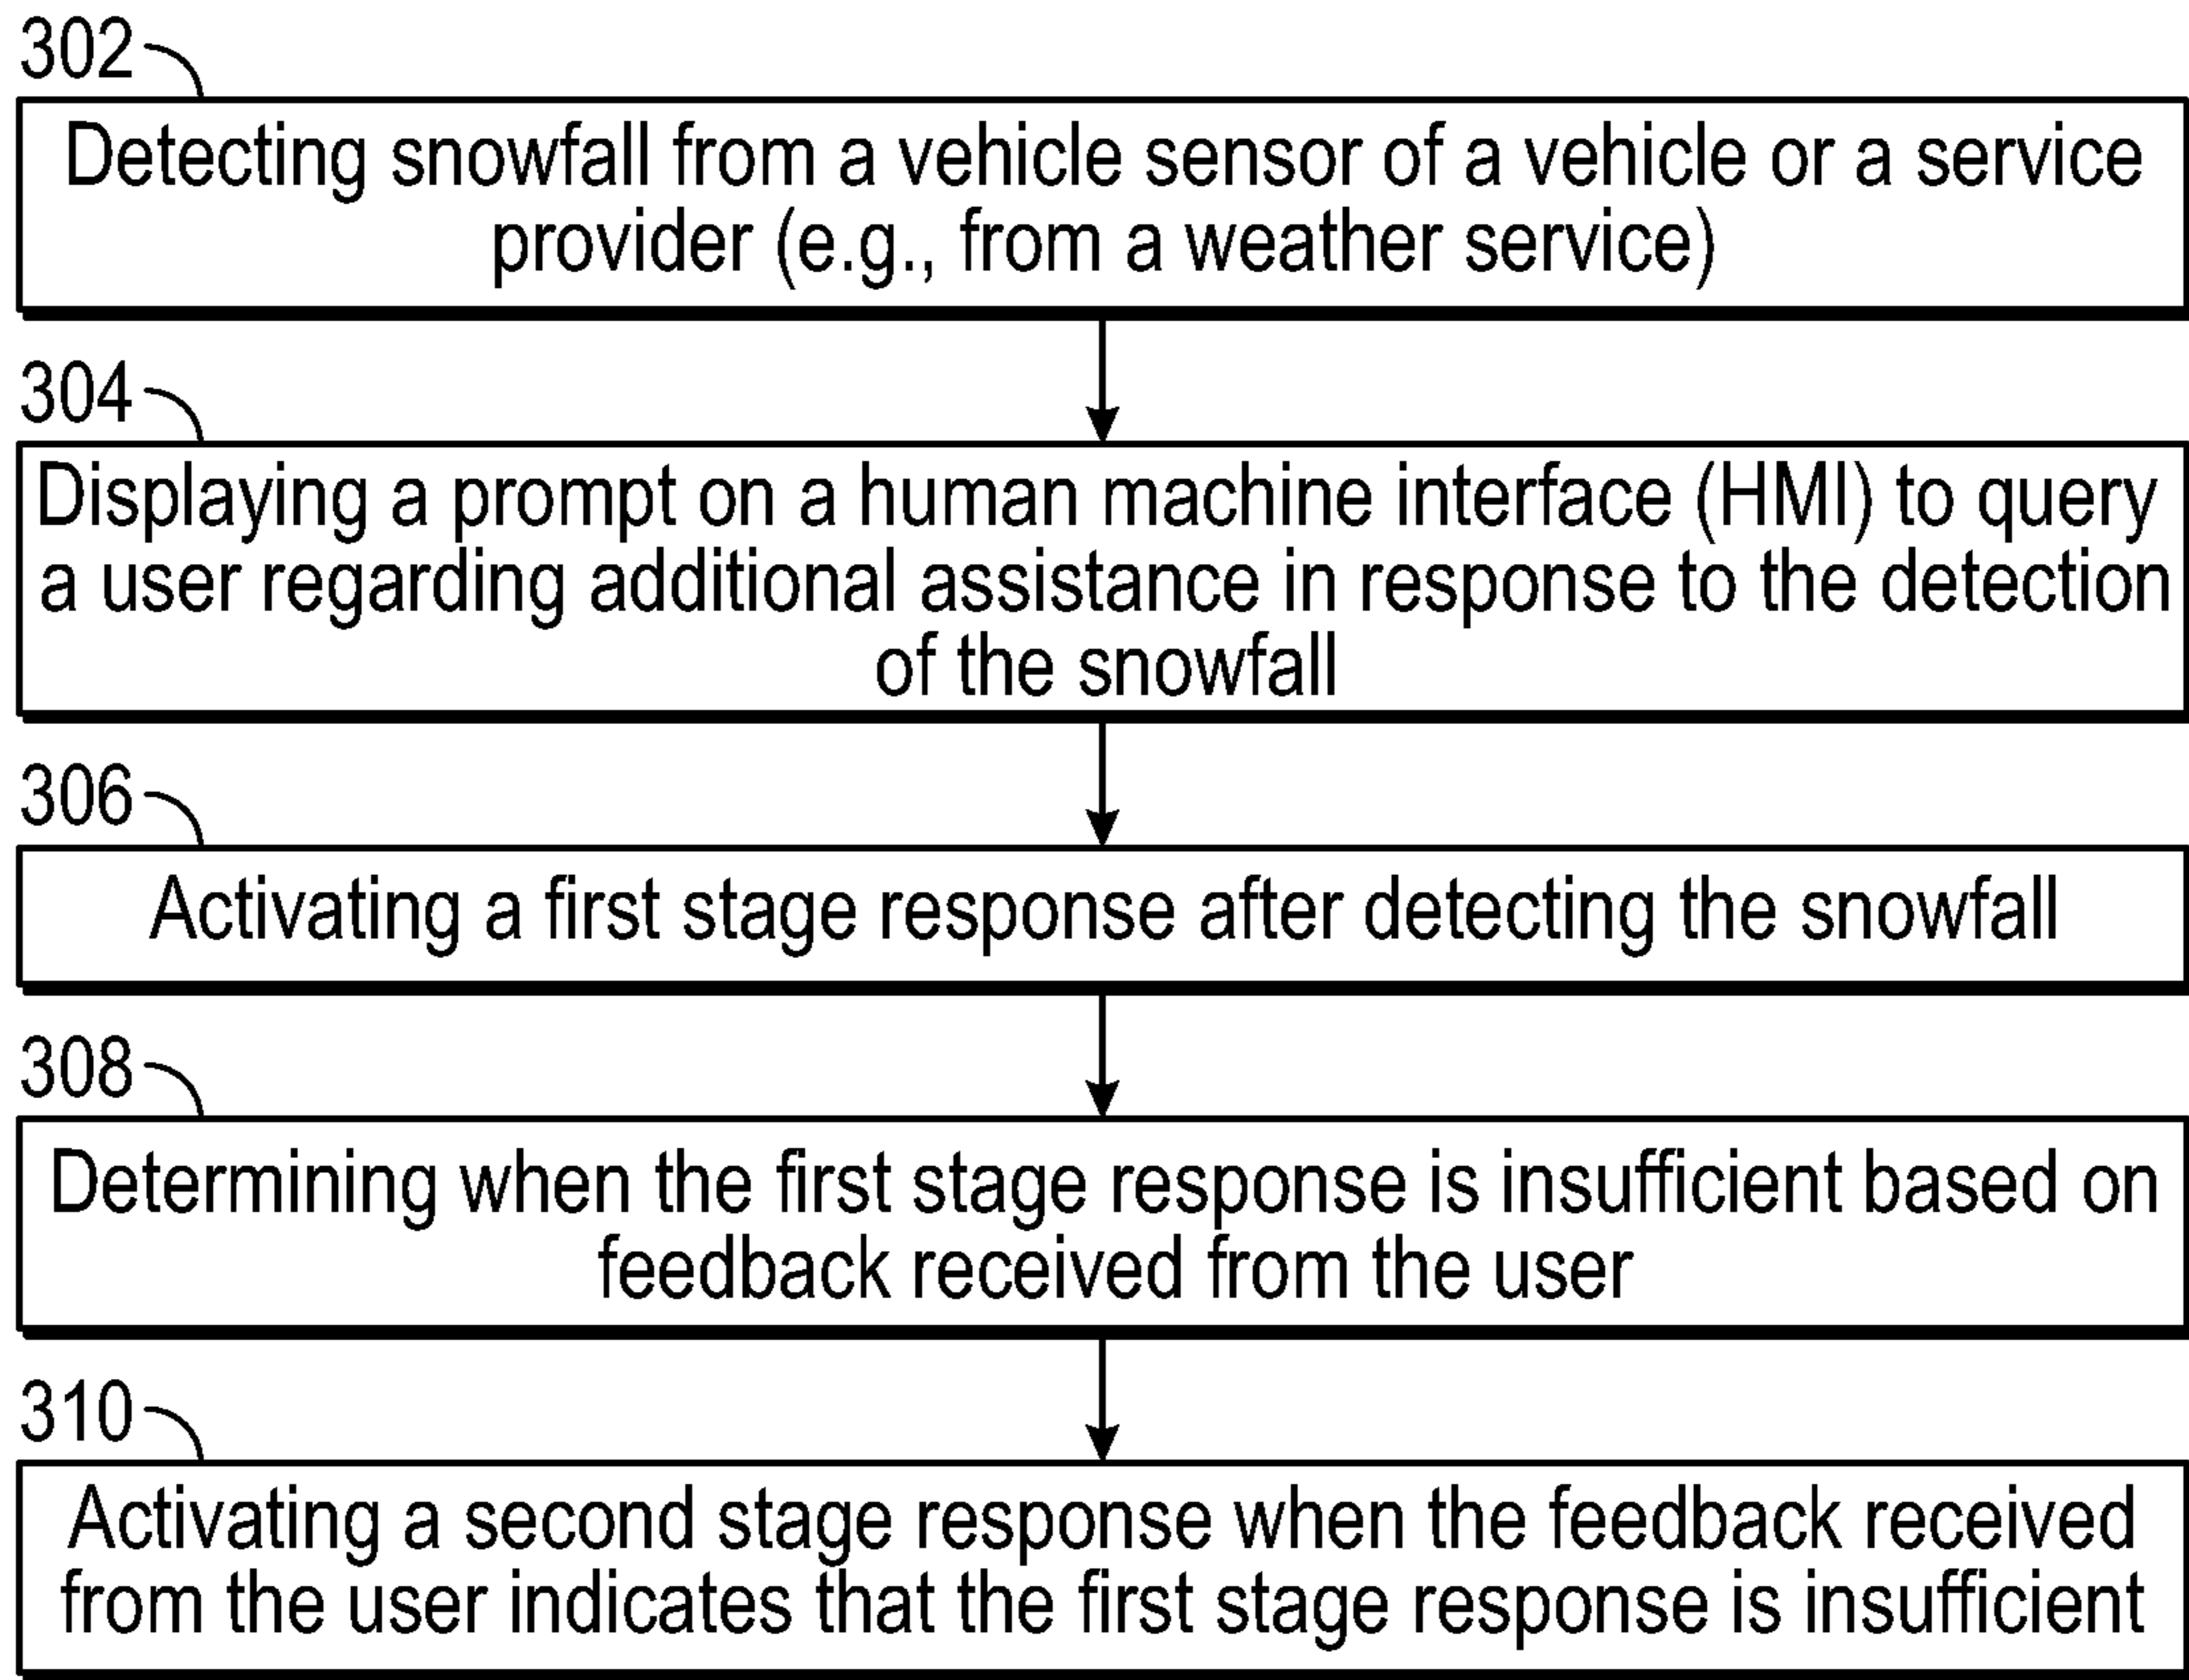 302
Detecting snowfall from a vehicle sensor of a vehicle or a service
provider (e.g., from a weather service)
304
Displaying a prompt on a human machine interface (HMI) to query
a user regarding additional assistance in response to the detection
of the snowfall
306
Activating a first stage response after detecting the snowfall
308
Determining when the first stage response is insufficient based on
feedback received from the user
310
Activating a second stage response when the feedback received
from the user indicates that the first stage response is insufficient